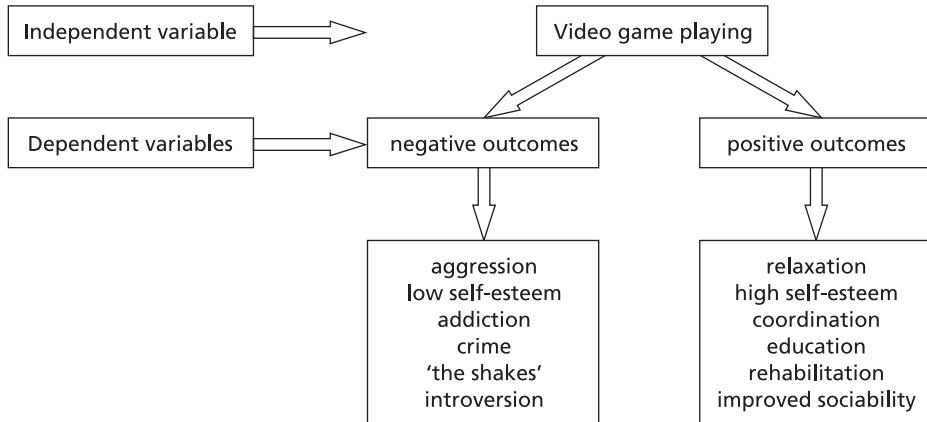 Independent variable
Video game playing
Dependent variables
negative outcomes
positive outcomes
aggression
low self-esteem
addiction
crime
‘the shakes’
introversion
relaxation
high self-esteem
coordination
education
rehabilitation
improved sociability